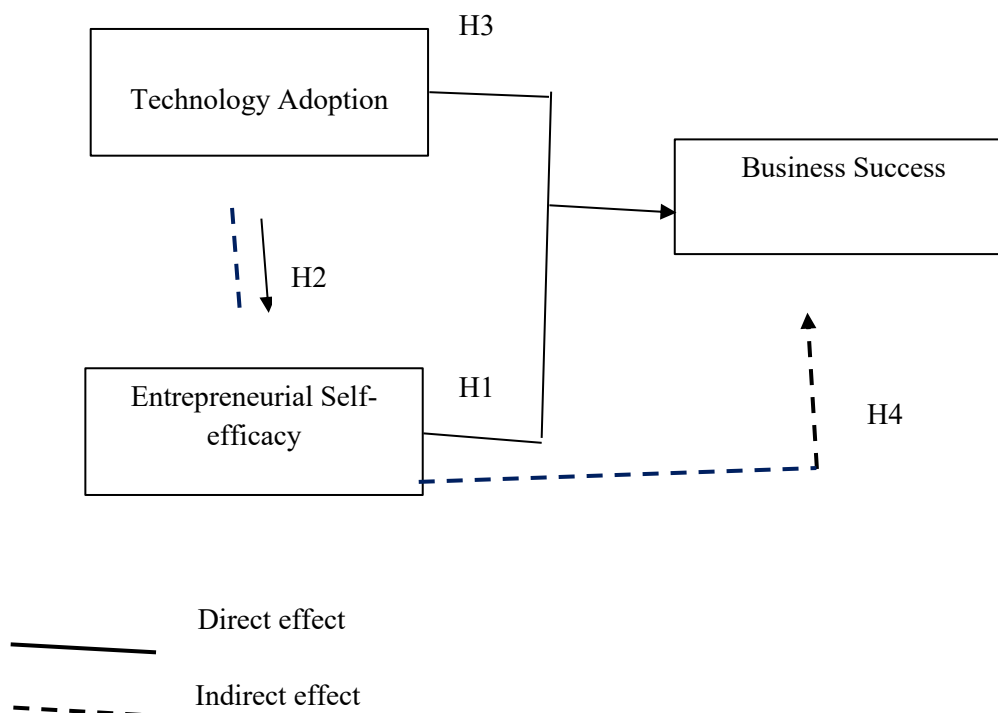 H3
Technology Adoption
Business Success
H2
Entrepreneurial Self-
efficacy
H1
H4
Direct effect
Indirect effect